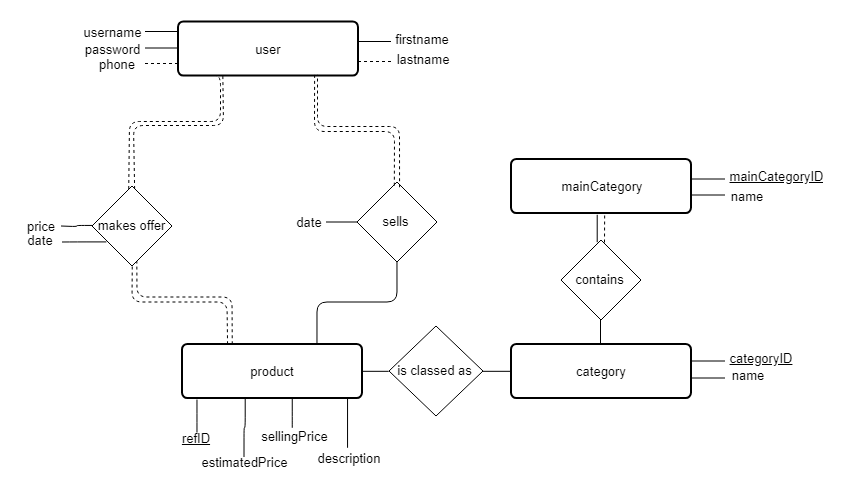 username
password
phone
user
firstname
lastname
mainCategory
mainCategoryID
name
price
date
makes offer
date
sells
contains
product
is classed as
category
categoryID
name
refID
estimatedPrice
sellingPrice
description